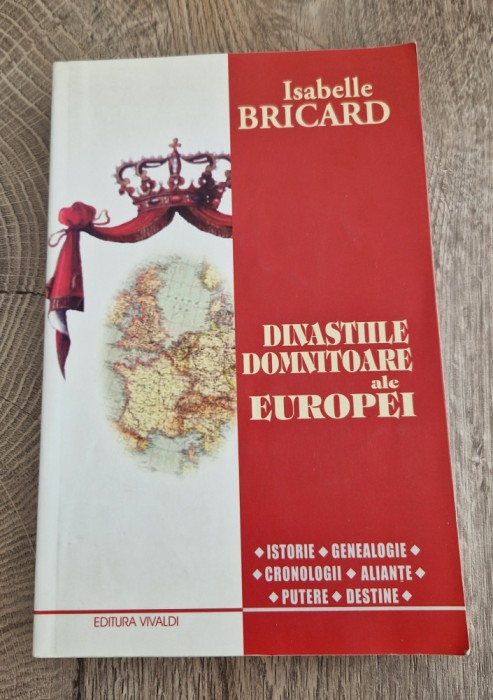 Isabelle
BRICARD
DINASTIILE
DOMNITOARE
ale
EUROPEI
◆ ISTORIE ◆ GENEALOGIE ◆
◆ CRONOLOGII ◆ ALIANȚE ◆
◆ PUTERE ◆ DESTINE ◆
EDITURA VIVALDI